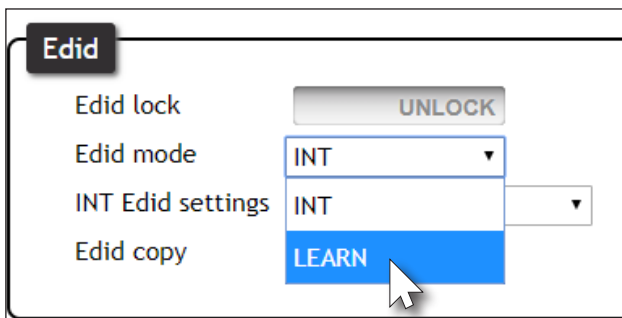 Edid
Edid lock UNLOCK
Edid mode INT
INT Edid settings INT
Edid copy LEARN